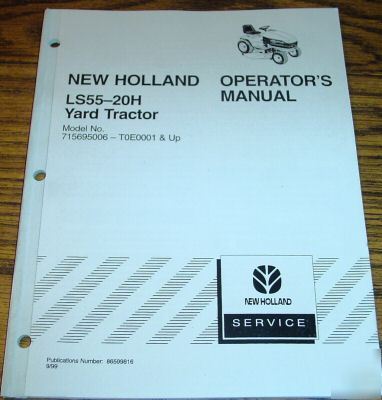 NEW HOLLAND
LS55–20H
Yard Tractor
Model No.
715695006 – T0E0001 & Up
OPERATOR'S
MANUAL
NEW HOLLAND
SERVICE
Publications Number: 86599816
9/99